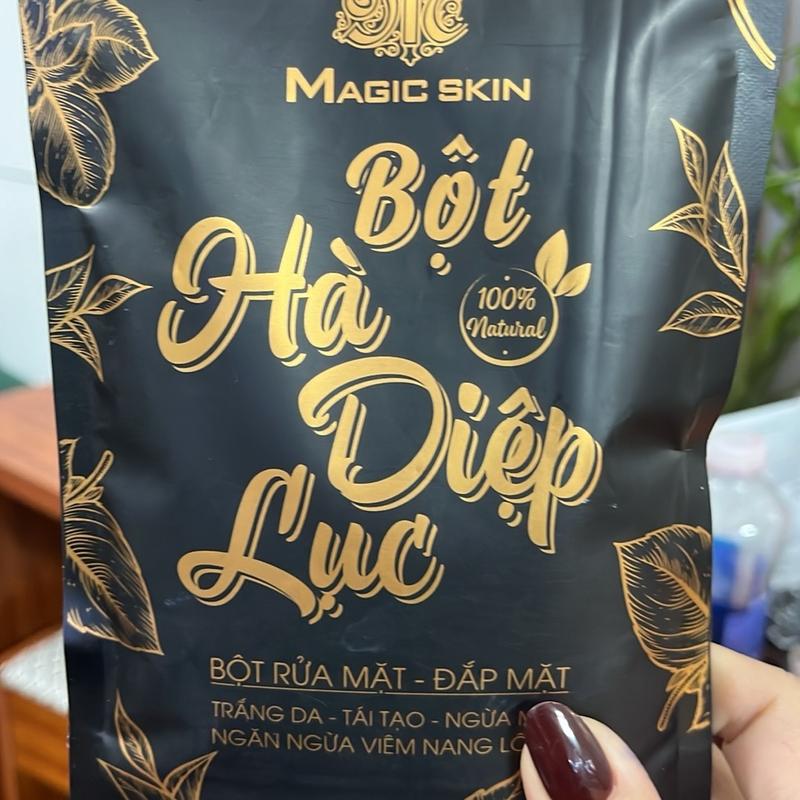 MAGIC SKIN
Bột
Hà
100%
Natural
Diệp
Lục
BỘT RỬA MẶT - ĐẮP MẶT
TRẮNG DA - TÁI TẠO - NGỪA
NGĂN NGỪA VIÊM NANG